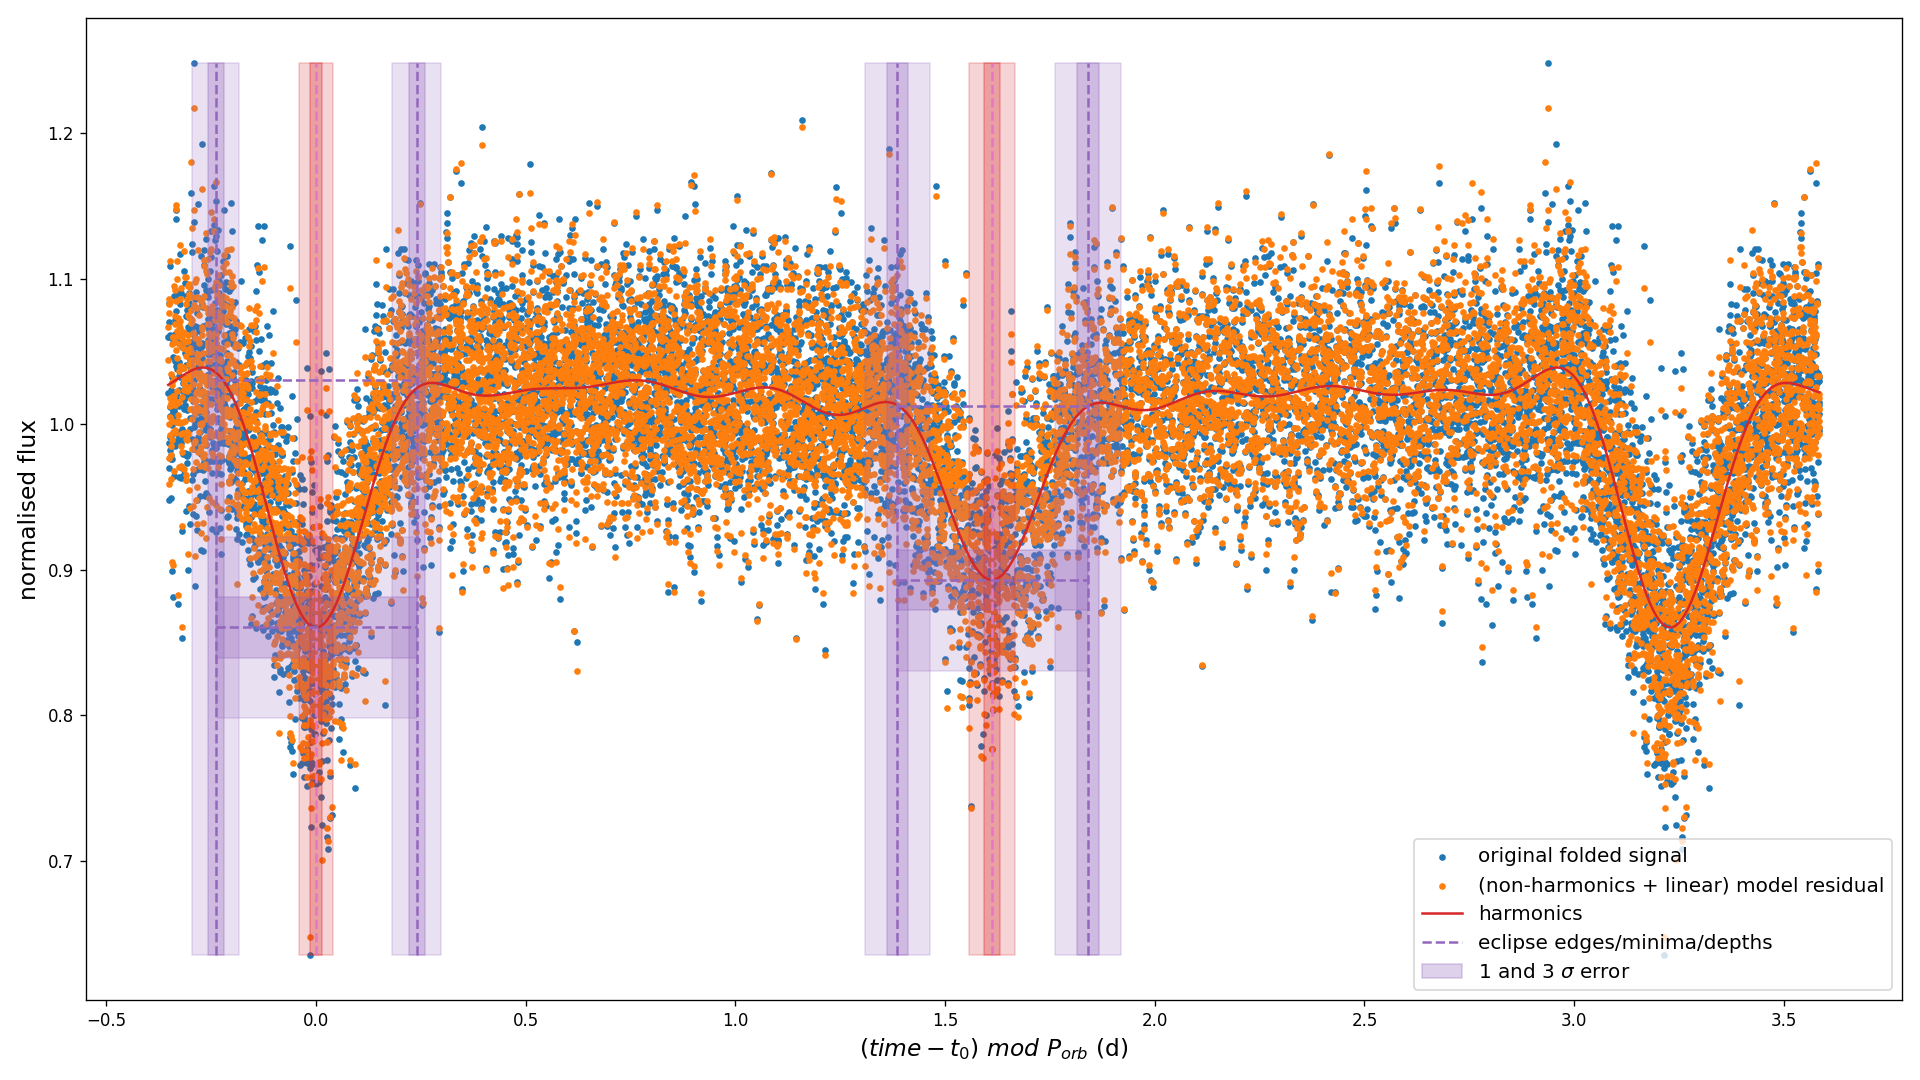 normalised flux
1.2
1.1
1.0
0.9
0.8
0.7
−0.5 0.0 0.5 1.0 1.5 2.0 2.5 3.0 3.5
(time − t₀) mod Pₒᵣb (d)
original folded signal
(non-harmonics + linear) model residual
harmonics
eclipse edges/minima/depths
1 and 3 σ error